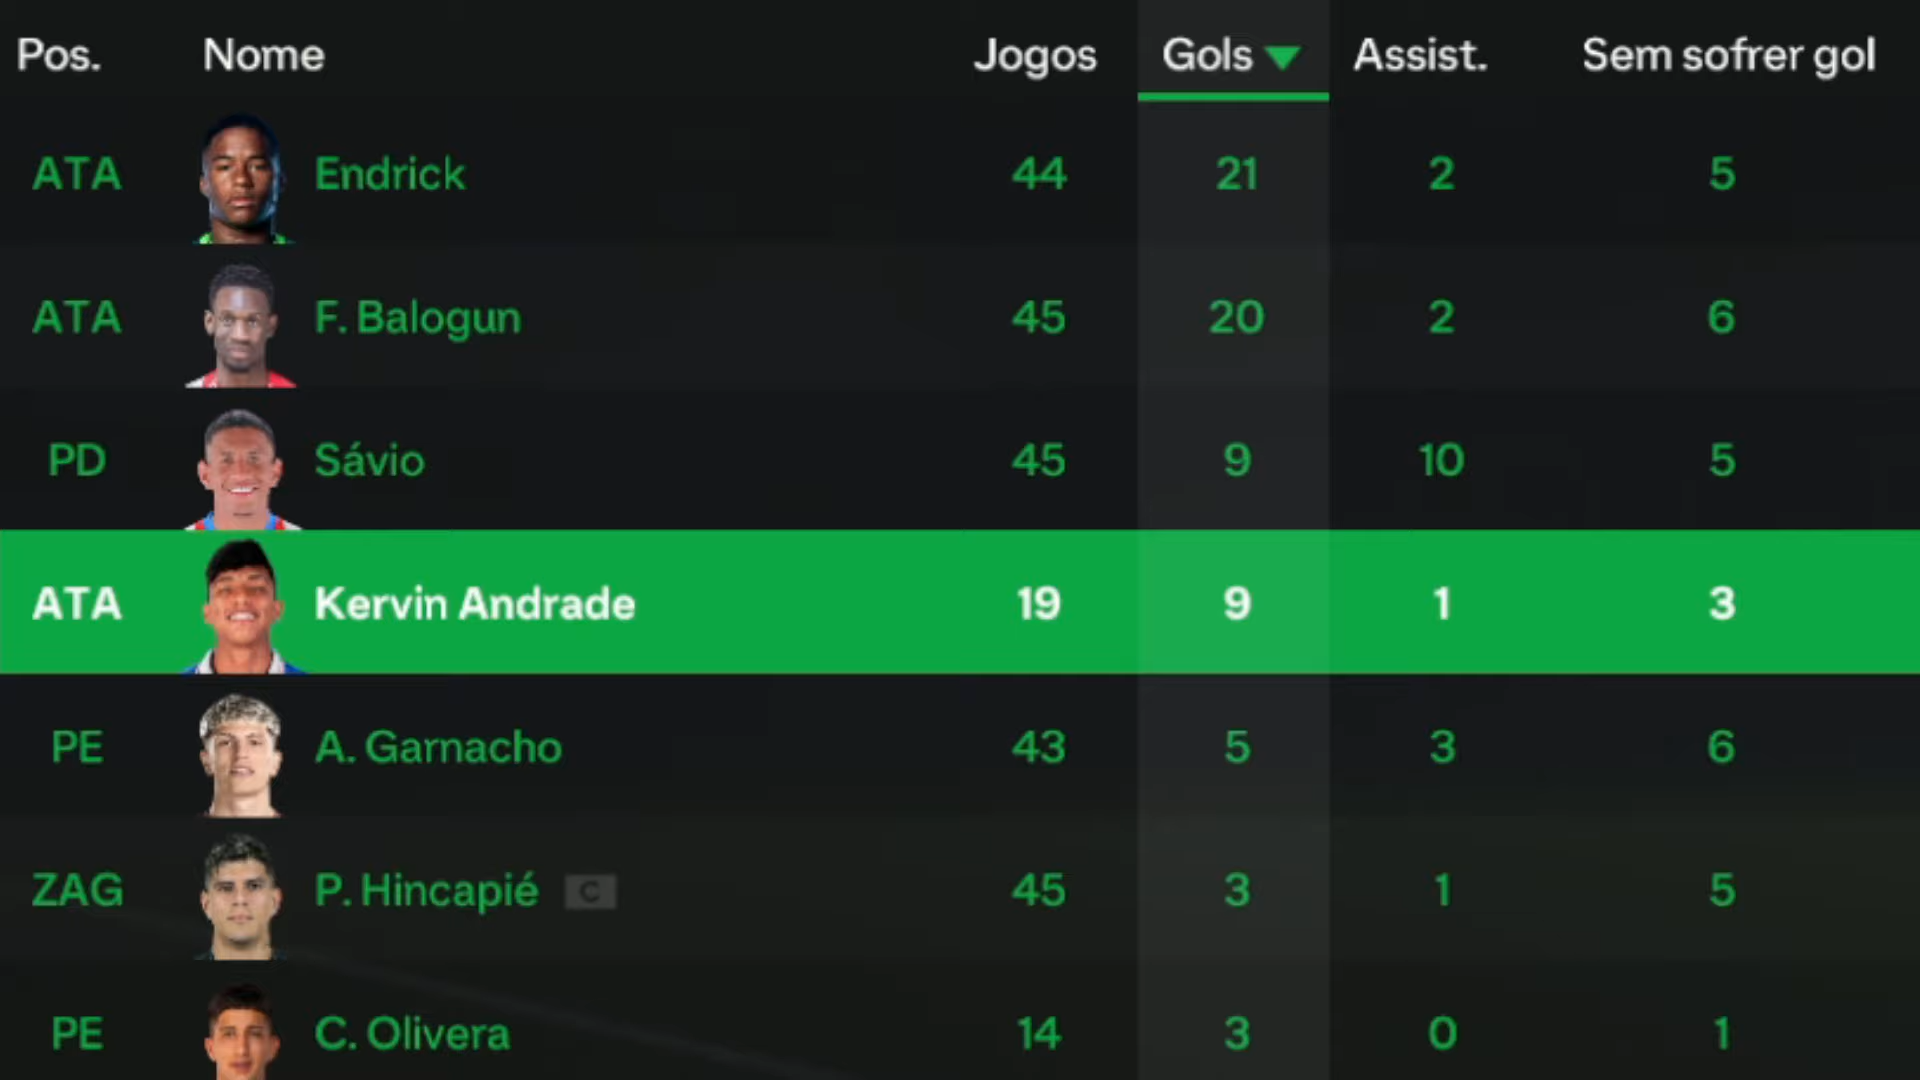 Pos. Nome Jogos Gols Assist. Sem sofrer gol
ATA Endrick 44 21 2 5
ATA F. Balogun 45 20 2 6
PD Sávio 45 9 10 5
ATA Kervin Andrade 19 9 1 3
PE A. Garnacho 43 5 3 6
ZAG P. Hincapié C 45 3 1 5
PE C. Olivera 14 3 0 1